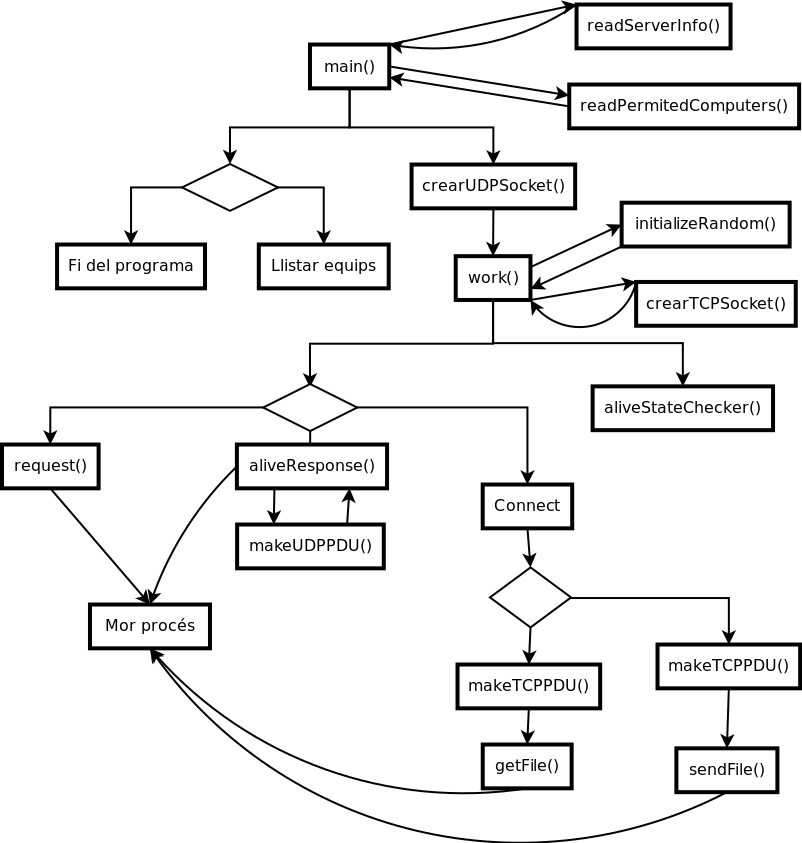 readServerInfo()
main()
readPermitedComputers()
crearUDPSocket()
initializeRandom()
Fi del programa
Llistar equips
work()
crearTCPSocket()
aliveStateChecker()
request()
aliveResponse()
Connect
makeUDPPDU()
Mor procés
makeTCPPDU()
makeTCPPDU()
getFile()
sendFile()